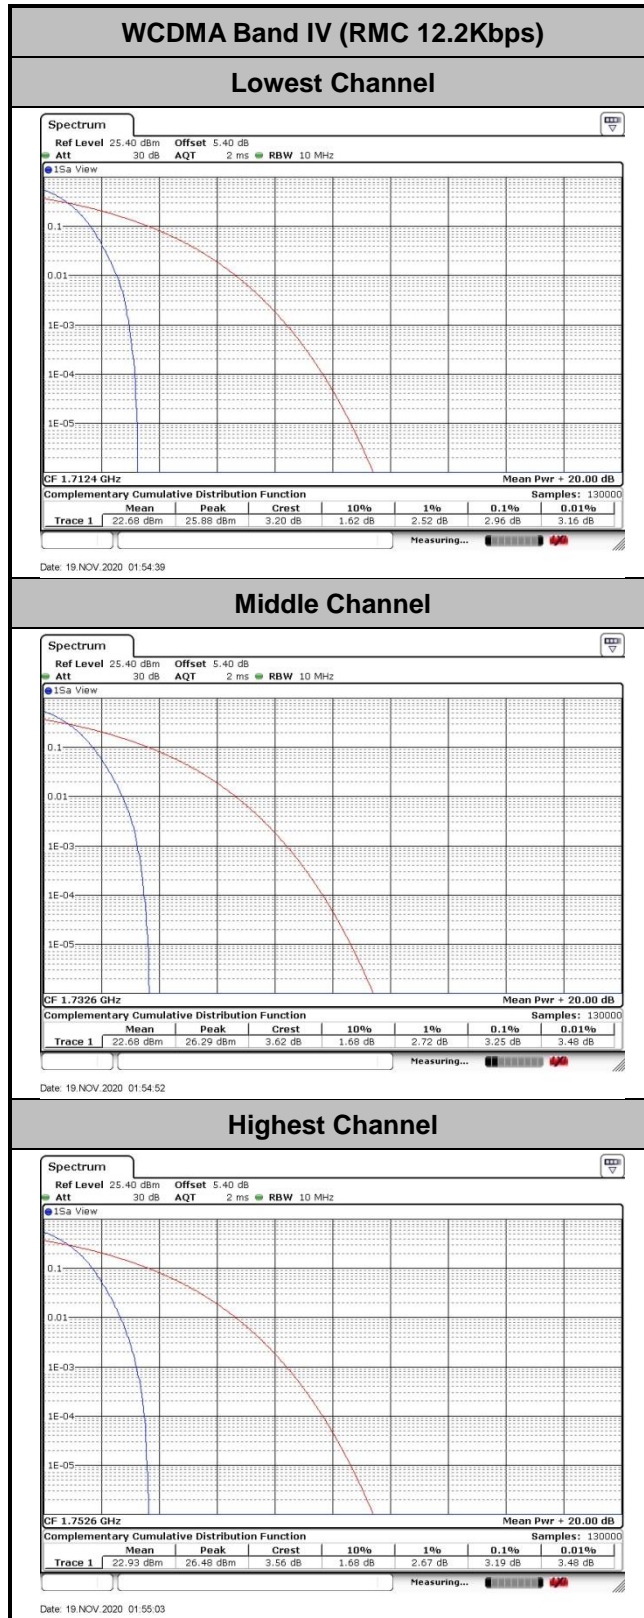 WCDMA Band IV (RMC 12.2Kbps)
Lowest Channel
Spectrum
Ref Level 25.40 dBm Offset 5.40 dB
Att 30 dB AQT 2 ms RBW 10 MHz
1Sa View
0.1
0.01
1E-03
1E-04
1E-05
CF 1.7124 GHz Mean Pwr + 20.00 dB
Complementary Cumulative Distribution Function Samples: 130000
Mean Peak Crest 10% 1% 0.1% 0.01%
Trace 1 22.68 dBm 25.88 dBm 3.20 dB 1.62 dB 2.52 dB 2.96 dB 3.16 dB
Measuring...
Date: 19.NOV.2020 01:54:39
Middle Channel
Spectrum
Ref Level 25.40 dBm Offset 5.40 dB
Att 30 dB AQT 2 ms RBW 10 MHz
1Sa View
0.1
0.01
1E-03
1E-04
1E-05
CF 1.7326 GHz Mean Pwr + 20.00 dB
Complementary Cumulative Distribution Function Samples: 130000
Mean Peak Crest 10% 1% 0.1% 0.01%
Trace 1 22.68 dBm 26.29 dBm 3.62 dB 1.68 dB 2.72 dB 3.25 dB 3.48 dB
Measuring...
Date: 19.NOV.2020 01:54:52
Highest Channel
Spectrum
Ref Level 25.40 dBm Offset 5.40 dB
Att 30 dB AQT 2 ms RBW 10 MHz
1Sa View
0.1
0.01
1E-03
1E-04
1E-05
CF 1.7526 GHz Mean Pwr + 20.00 dB
Complementary Cumulative Distribution Function Samples: 130000
Mean Peak Crest 10% 1% 0.1% 0.01%
Trace 1 22.93 dBm 26.48 dBm 3.56 dB 1.68 dB 2.67 dB 3.19 dB 3.48 dB
Measuring...
Date: 19.NOV.2020 01:55:03